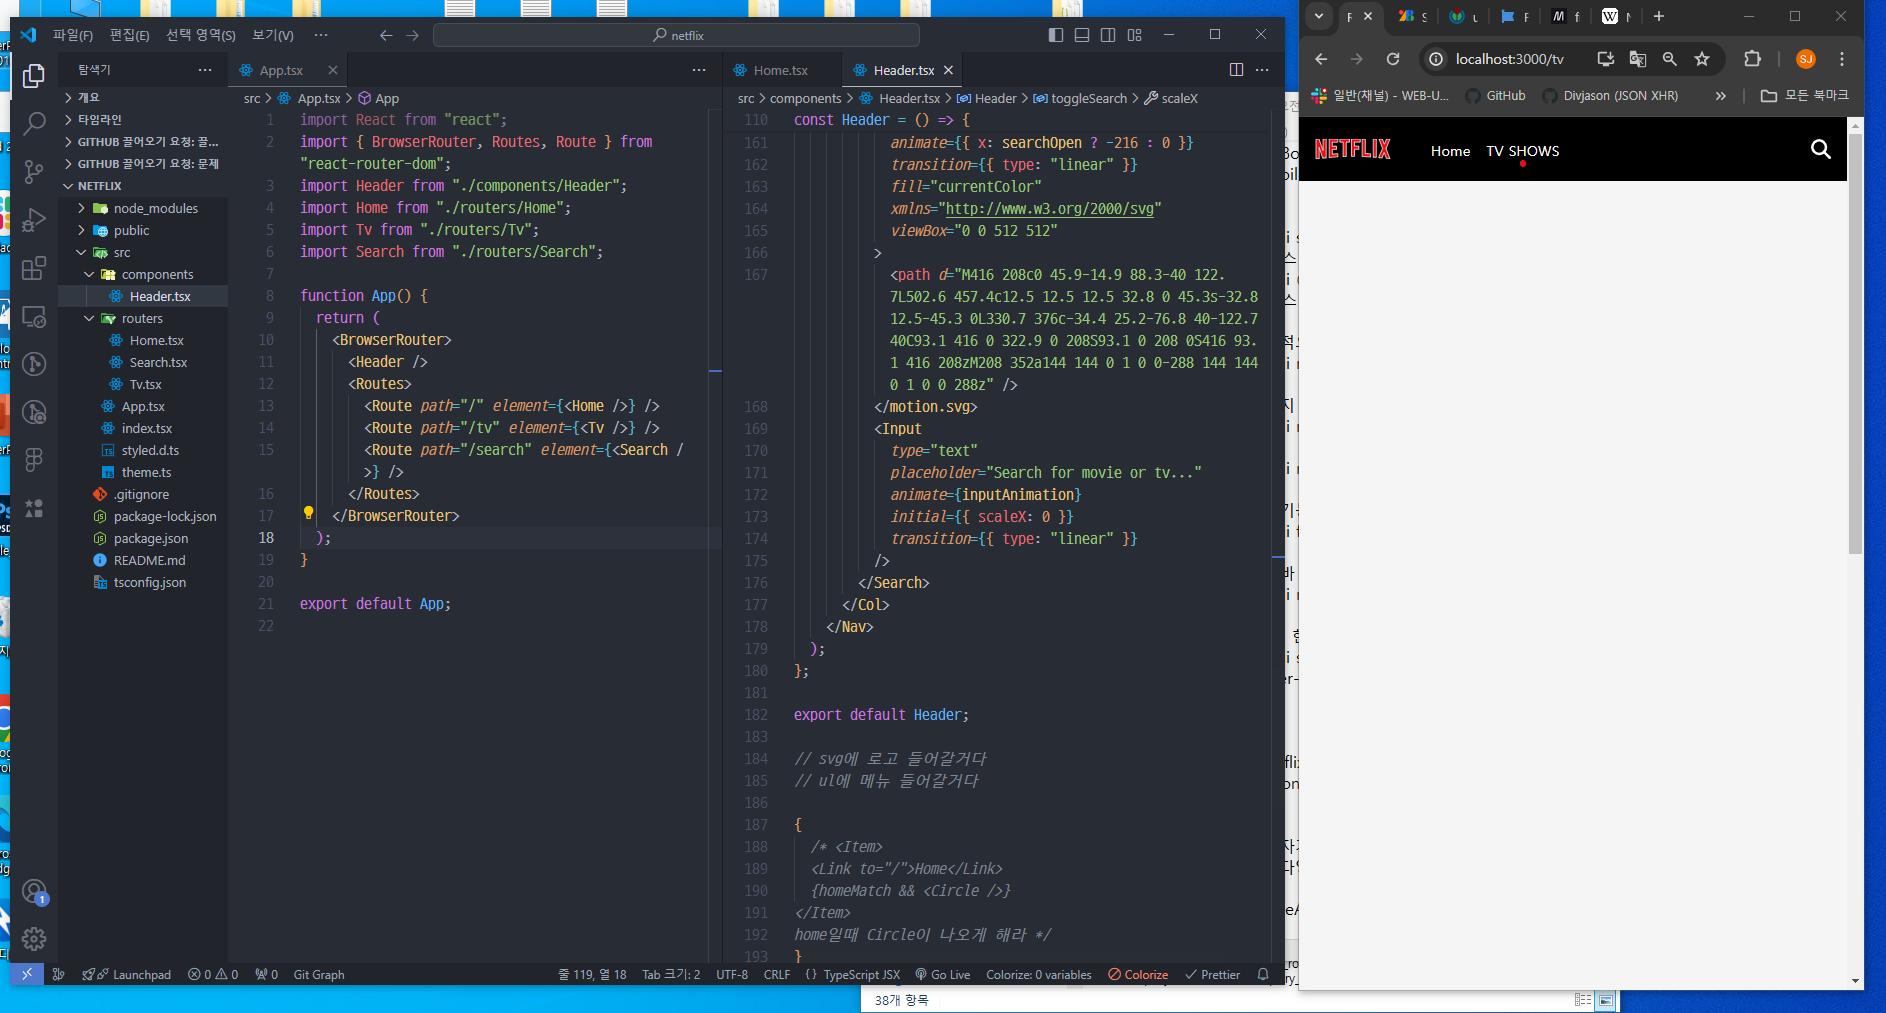 파일(F) 편집(E) 선택 영역(S) 보기(V) ···
netflix
탐색기
개요
타임라인
GITHUB 끌어오기 요청: 끌...
GITHUB 끌어오기 요청: 문제
NETFLIX
node_modules
public
src
components
Header.tsx
routers
Home.tsx
Search.tsx
Tv.tsx
App.tsx
index.tsx
styled.d.ts
theme.ts
.gitignore
package-lock.json
package.json
README.md
tsconfig.json
App.tsx
src > App.tsx > App
1 import React from "react";
2 import { BrowserRouter, Routes, Route } from
"react-router-dom";
3 import Header from "./components/Header";
4 import Home from "./routers/Home";
5 import Tv from "./routers/Tv";
6 import Search from "./routers/Search";
7
8 function App() {
9 return (
10 <BrowserRouter>
11 <Header />
12 <Routes>
13 <Route path="/" element={<Home />} />
14 <Route path="/tv" element={<Tv />} />
15 <Route path="/search" element={<Search /
>} />
16 </Routes>
17 </BrowserRouter>
18 );
19 }
20
21 export default App;
22
Home.tsx Header.tsx
src > components > Header.tsx > Header > toggleSearch > scaleX
110 const Header = () => {
161 animate={{ x: searchOpen ? -216 : 0 }}
162 transition={{ type: "linear" }}
163 fill="currentColor"
164 xmlns="http://www.w3.org/2000/svg"
165 viewBox="0 0 512 512"
166 >
167 <path d="M416 208c0 45.9-14.9 88.3-40 122.
7L502.6 457.4c12.5 12.5 12.5 32.8 0 45.3s-32.8
12.5-45.3 0L330.7 376c-34.4 25.2-76.8 40-122.7
40C93.1 416 0 322.9 0 208S93.1 0 208 0S416 93.
1 416 208zM208 352a144 144 0 1 0 0-288 144 144
0 1 0 0 288z" />
168 </motion.svg>
169 <Input
170 type="text"
171 placeholder="Search for movie or tv..."
172 animate={inputAnimation}
173 initial={{ scaleX: 0 }}
174 transition={{ type: "linear" }}
175 />
176 </Search>
177 </Col>
178 </Nav>
179 );
180 };
181
182 export default Header;
183
184 // svg에 로고 들어갈거다
185 // ul에 메뉴 들어갈거다
186
187 {
188 /* <Item>
189 <Link to="/">Home</Link>
190 {homeMatch && <Circle />}
191 </Item>
192 home일때 Circle이 나오게 해라 */
193 }
1
Launchpad 0 0 0 Git Graph
줄 119, 열 18 Tab 크기: 2 UTF-8 CRLF {} TypeScript JSX Go Live Colorize: 0 variables Colorize Prettier
38개 항목
localhost:3000/tv
SJ
일반(채널) - WEB-U... GitHub Divjason (JSON XHR) » 모든 북마크
NETFLIX Home TV SHOWS